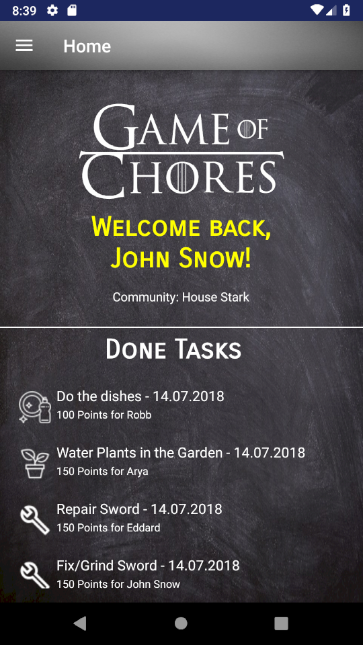 8:39
Home
GAME OF
CHORES
WELCOME BACK,
JOHN SNOW!
Community: House Stark
DONE TASKS
Do the dishes - 14.07.2018
100 Points for Robb
Water Plants in the Garden - 14.07.2018
150 Points for Arya
Repair Sword - 14.07.2018
150 Points for Eddard
Fix/Grind Sword - 14.07.2018
150 Points for John Snow